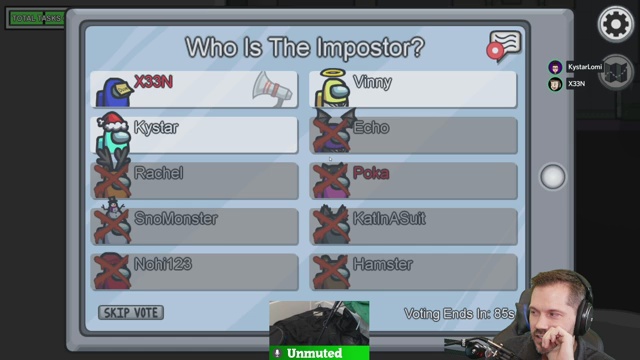 TOTAL TASKS
Who Is The Impostor?
X33N
Vinny
KystarLomi
X33N
Kystar
Echo
Rachel
Poka
SnoMonster
KatInASuit
Nohi123
Hamster
SKIP VOTE
Voting Ends In: 85s
Unmuted